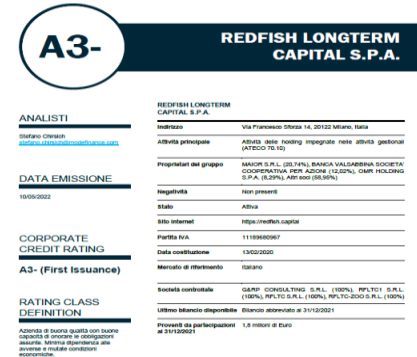 A3-
REDFISH LONGTERM
CAPITAL S.P.A.
ANALISTI
Stefano Chirsich
stefano.chirsich@modefinance.com
DATA EMISSIONE
10/05/2022
CORPORATE
CREDIT RATING
A3- (First Issuance)
RATING CLASS
DEFINITION
Azienda di buona qualità con buone
capacità di onorare le obbligazioni
assunte. Minima dipendenza alle
avverse e mutate condizioni
economiche.
REDFISH LONGTERM
CAPITAL S.P.A.
Indirizzo Via Francesco Sforza 14, 20122 Milano, Italia
Attività principale Attività delle holding impegnate nelle attività gestionali
(ATECO 70.10)
Proprietari del gruppo MAIOR S.R.L. (20,74%), BANCA VALSABBINA SOCIETA'
COOPERATIVA PER AZIONI (12,02%), OMR HOLDING
S.P.A. (8,29%), Altri soci (58,95%)
Negatività Non presenti
Stato Attiva
Sito Internet https://redfish.capital
Partita IVA 11189680967
Data costituzione 13/02/2020
Mercato di riferimento Italiano
Società controllate G&RP CONSULTING S.R.L. (100%), RFLTC1 S.R.L.
(100%), RFLTC S.R.L. (100%), RFLTC-ZOO S.R.L. (100%)
Ultimo bilancio disponibile Bilancio abbreviato al 31/12/2021
Proventi da partecipazioni 1,8 milioni di Euro
al 31/12/2021